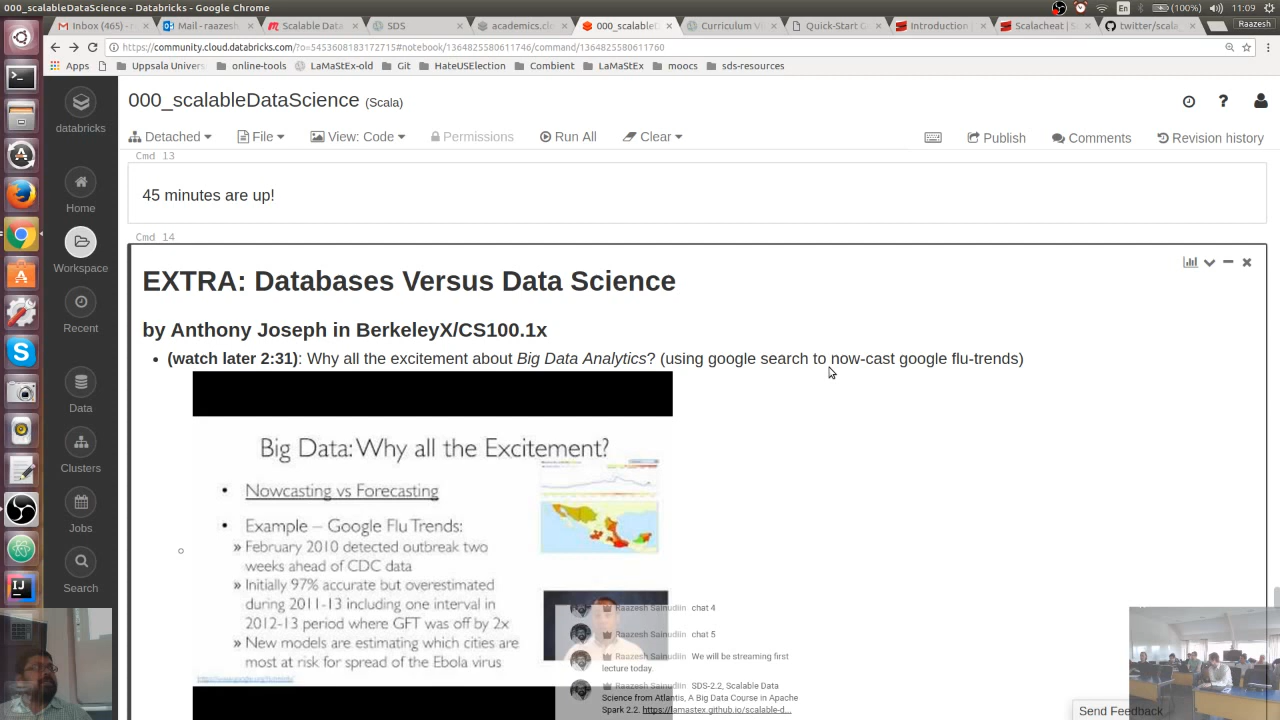 000_scalableDataScience - Databricks - Google Chrome
En
(100%)
11:09
Inbox (465) - r
Mail - raazesh
Scalable Data
SDS
academics.cl
000_scalableD
Curriculum W
Quick-Start G
Introduction
Scalacheat | S
twitter/scala
Raazesh
https://community.cloud.databricks.com/?o=5453608183172715#notebook/1364825580611746/command/1364825580611760
Apps
Uppsala Univers
online-tools
LaMaStEx-old
Git
HateUSElection
Combient
LaMaStEx
moocs
sds-resources
databricks
Home
Workspace
Recent
Data
Clusters
Jobs
Search
000_scalableDataScience (Scala)
Detached
File
View: Code
Permissions
Run All
Clear
Publish
Comments
Revision history
Cmd 13
45 minutes are up!
Cmd 14
EXTRA: Databases Versus Data Science
by Anthony Joseph in BerkeleyX/CS100.1x
• (watch later 2:31): Why all the excitement about Big Data Analytics? (using google search to now-cast google flu-trends)
Big Data: Why all the Excitement?
• Nowcasting vs Forecasting
• Example – Google Flu Trends:
» February 2010 detected outbreak two
weeks ahead of CDC data
» Initially 97% accurate but overestimated
during 2011-13 including one interval in
2012-13 period where GFT was off by 2x
» New models are estimating which cities are
most at risk for spread of the Ebola virus
Raazesh Sainudiin chat 4
Raazesh Sainudiin chat 5
Raazesh Sainudiin We will be streaming first
lecture today.
Raazesh Sainudiin SDS-2.2, Scalable Data
Science from Atlantis, A Big Data Course in Apache
Spark 2.2. https://lamastex.github.io/scalable-d...
Send Feedback